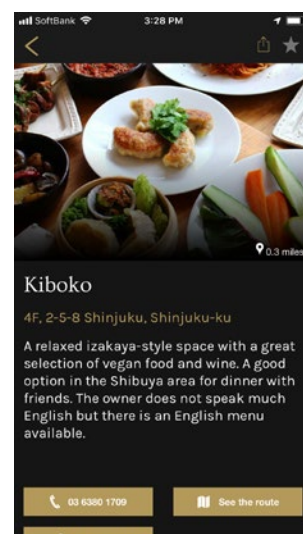 SoftBank 3:28 PM
0.3 miles
Kiboko
4F, 2-5-8 Shinjuku, Shinjuku-ku
A relaxed izakaya-style space with a great
selection of vegan food and wine. A good
option in the Shibuya area for dinner with
friends. The owner does not speak much
English but there is an English menu
available.
03 6380 1709 See the route